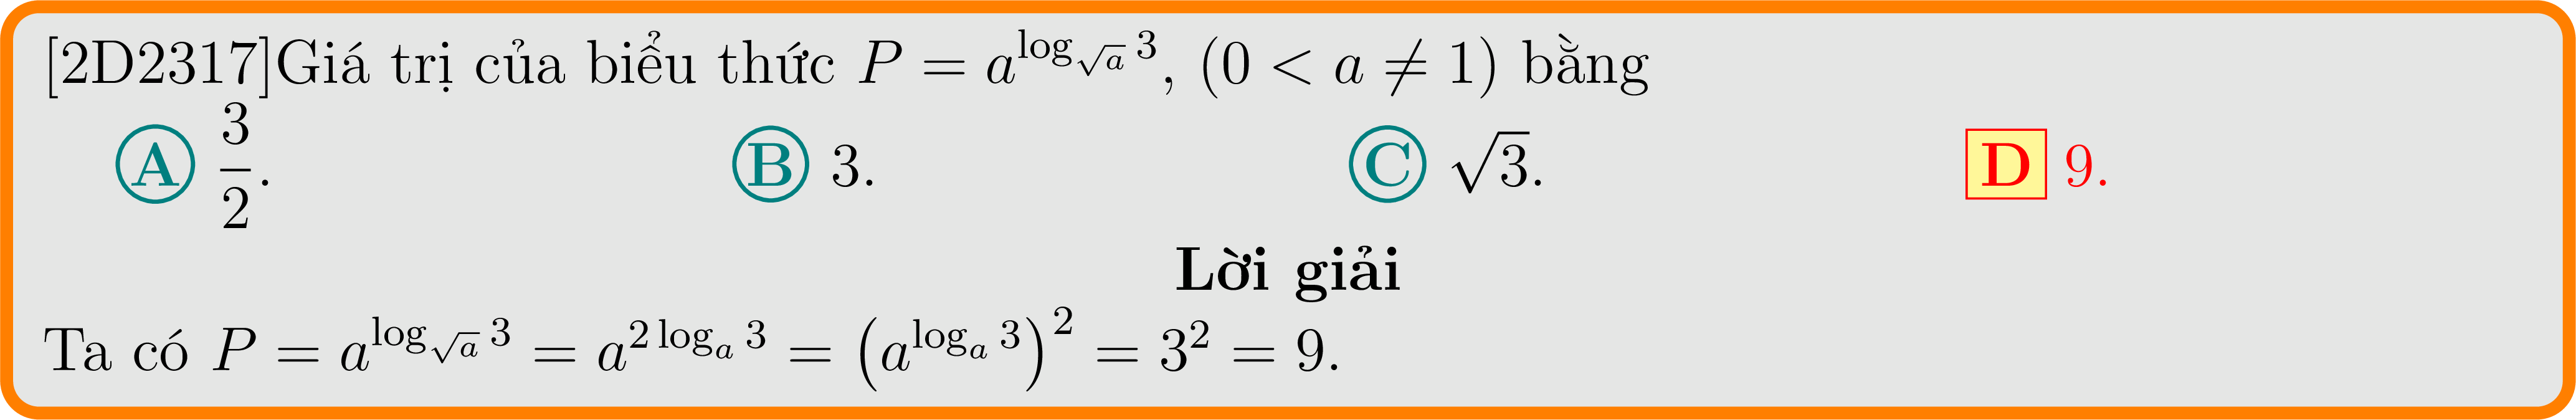 [2D2317]Giá trị của biểu thức $P = a^{\log_{\sqrt{a}} 3}$, $(0 < a \neq 1)$ bằng
A $\dfrac{3}{2}$. B 3. C $\sqrt{3}$. D 9.
Lời giải
Ta có $P = a^{\log_{\sqrt{a}} 3} = a^{2 \log_a 3} = \left(a^{\log_a 3}\right)^2 = 3^2 = 9$.